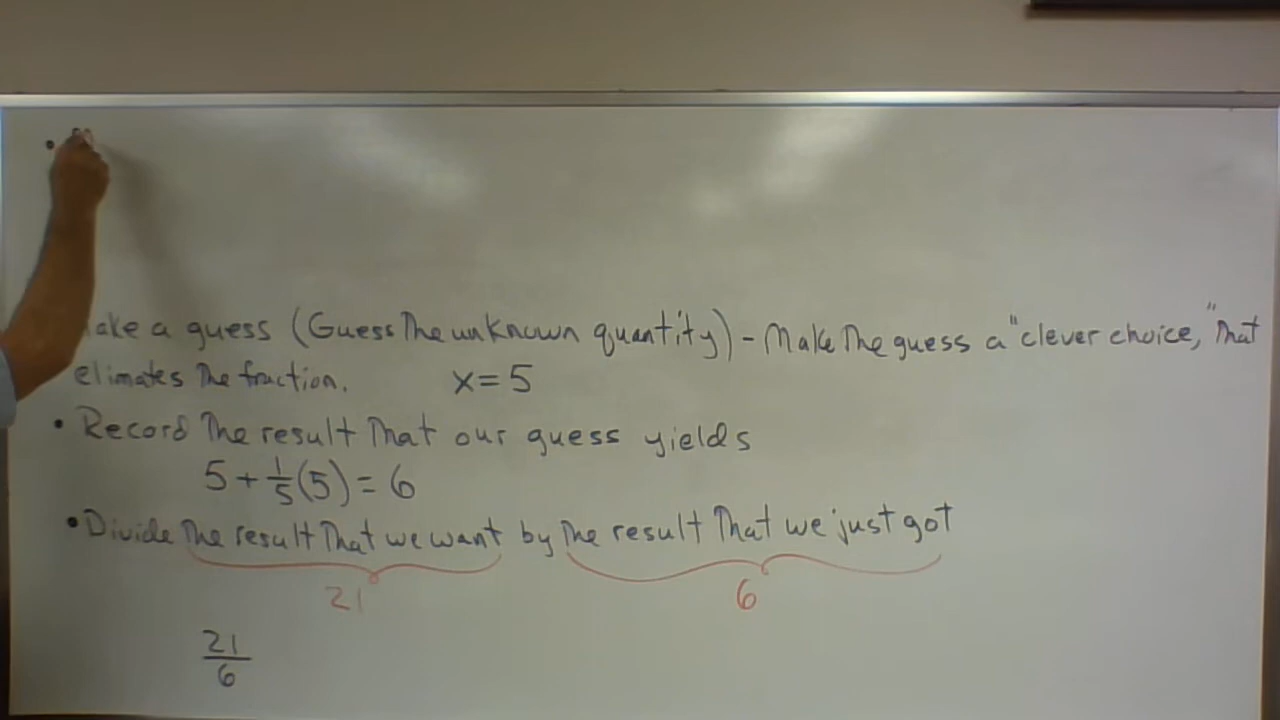 ake a guess (Guess The unknown quantity) - Make The guess a "clever choice," That
elimates The fraction. x=5
• Record The result That our guess yields
5+1/5(5)=6
• Divide The result That we want by The result That we just got
21 6
21/6